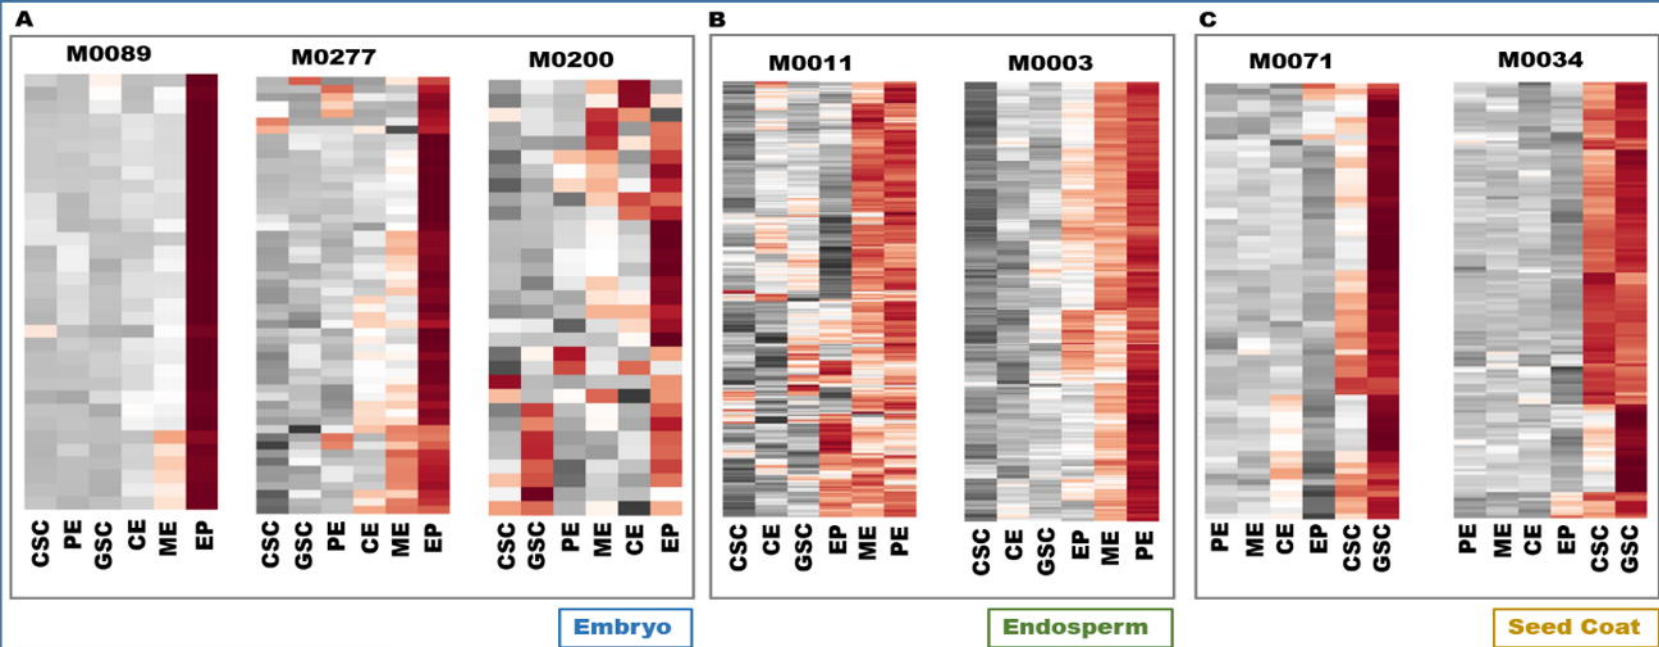 A
M0089 M0277 M0200
CSC PE GSC CE ME EP
CSC GSC PE CE ME EP
CSC GSC PE ME CE EP
Embryo
B
M0011 M0003
CSC CE GSC EP ME PE
CSC CE GSC EP ME PE
Endosperm
C
M0071 M0034
PE ME CE EP CSC GSC
PE ME CE EP CSC GSC
Seed Coat